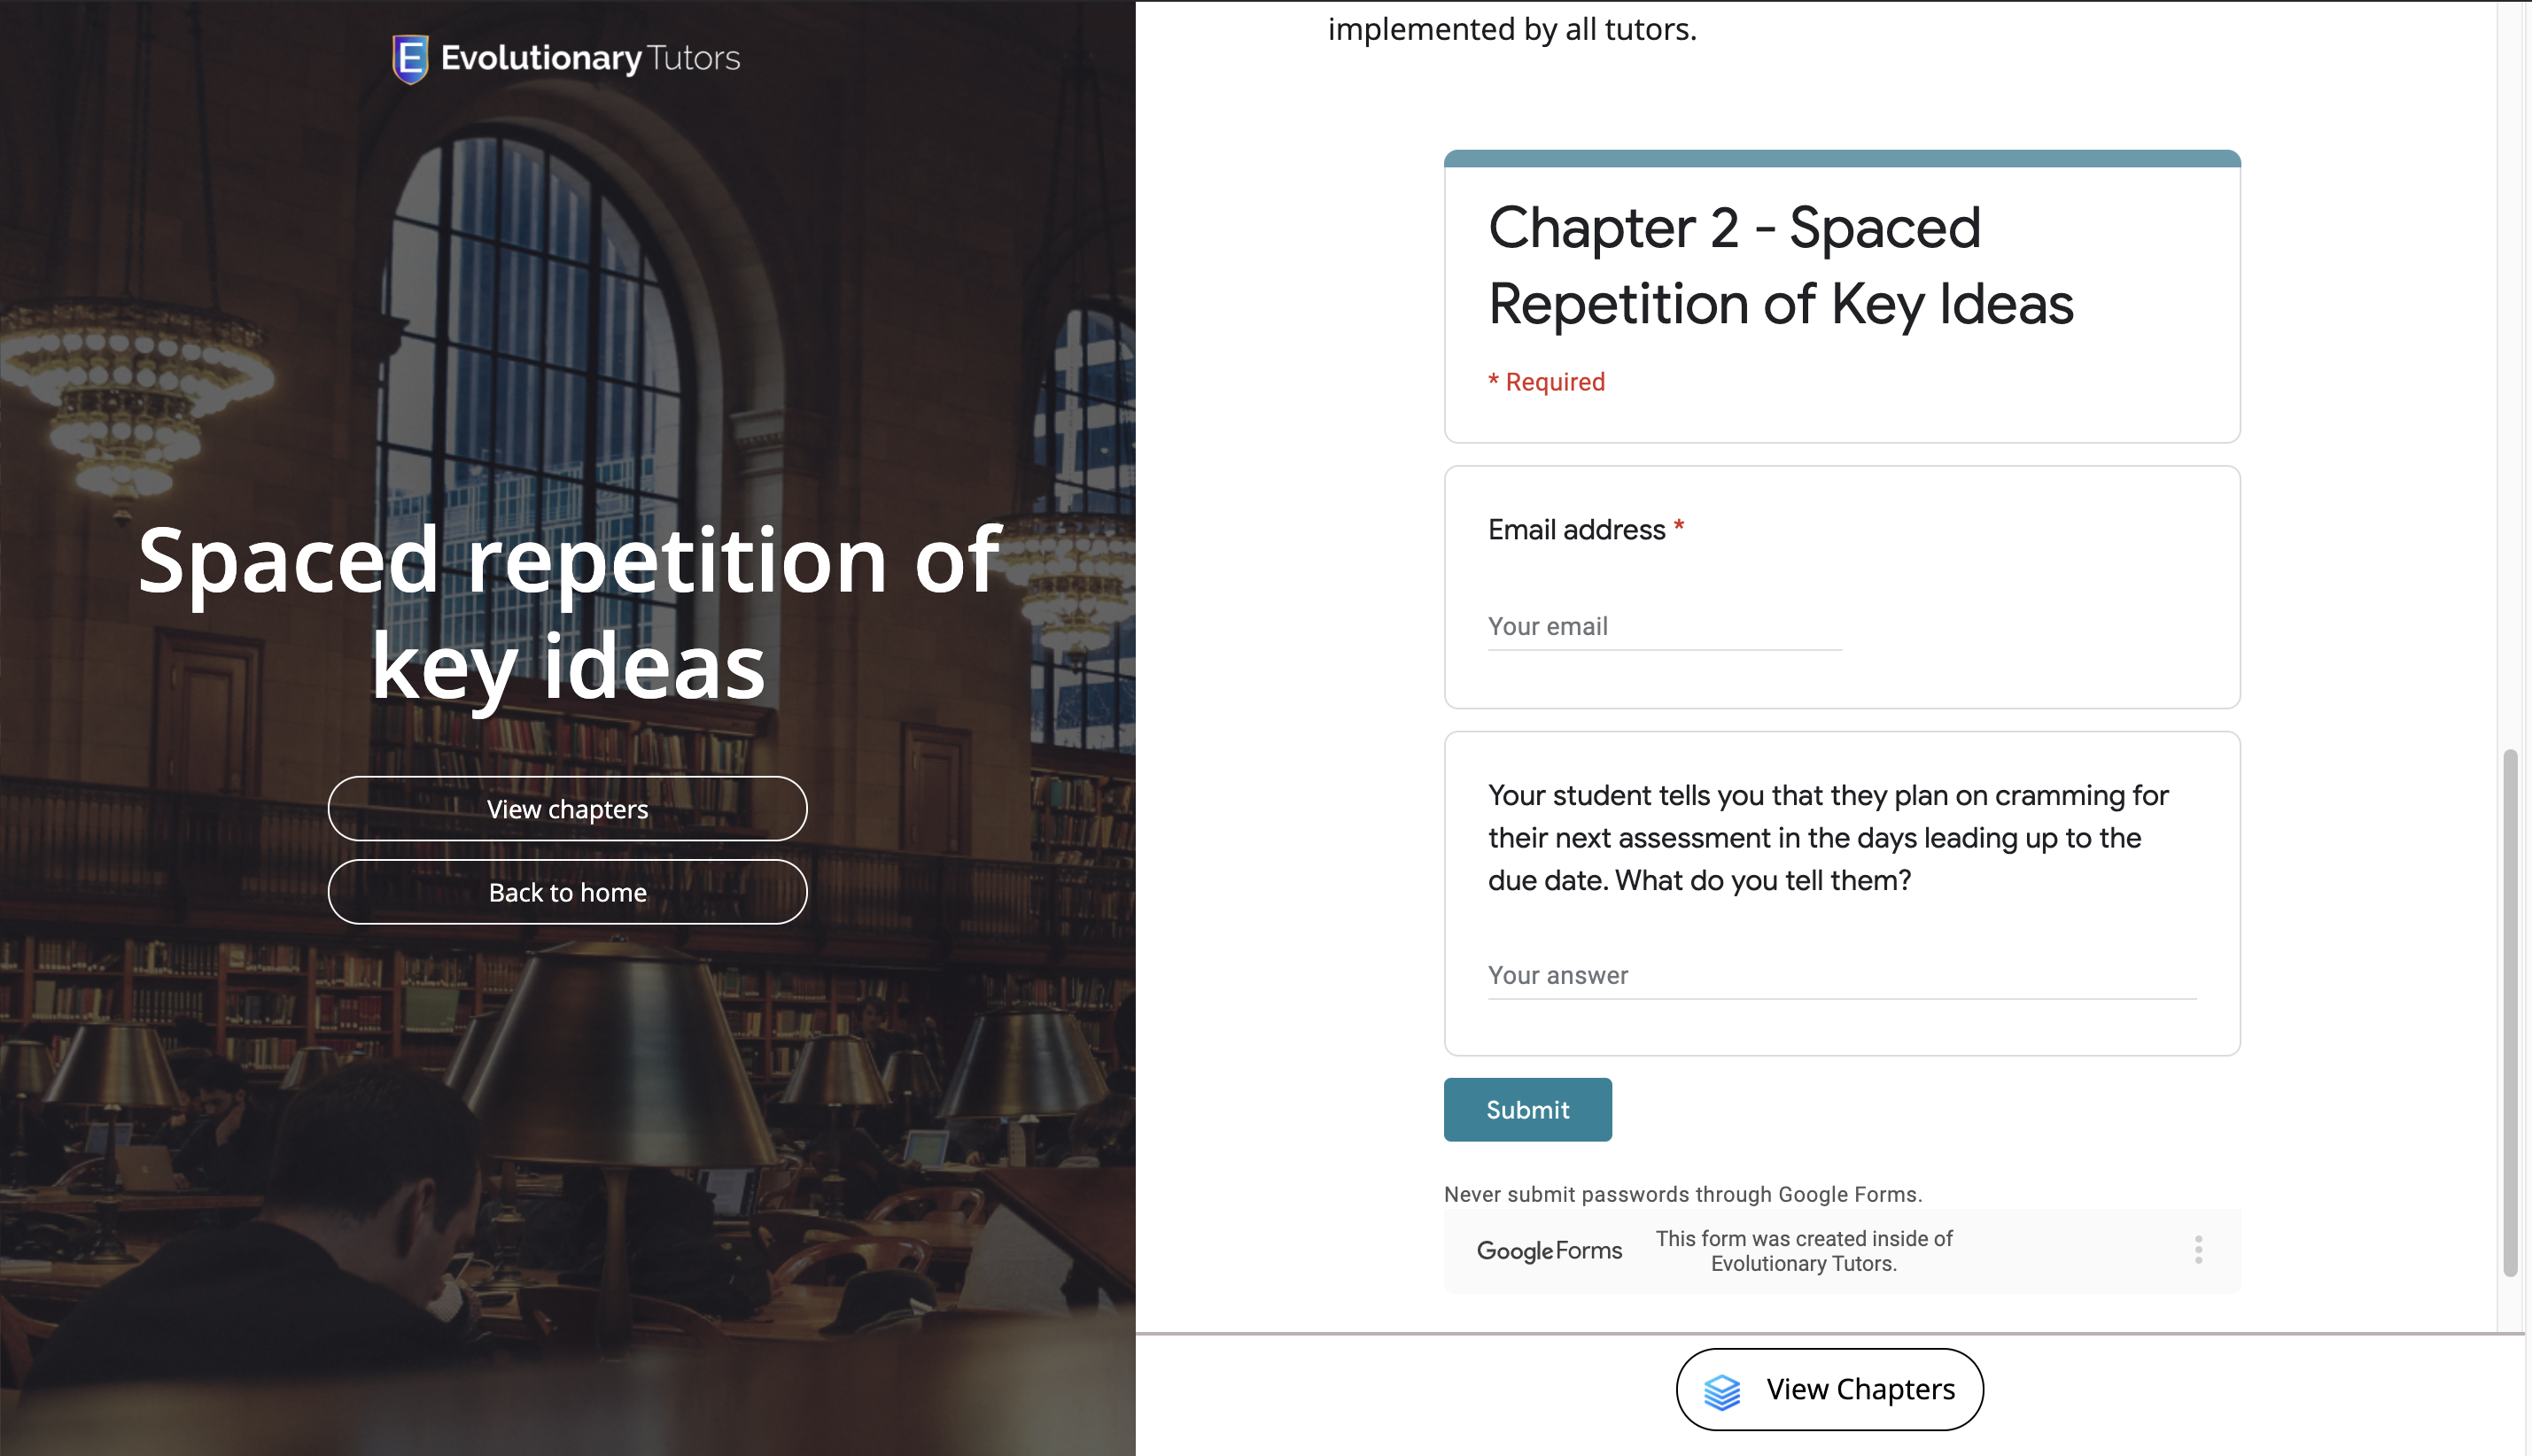 E Evolutionary Tutors
Spaced repetition of
key ideas
View chapters
Back to home
implemented by all tutors.
Chapter 2 - Spaced
Repetition of Key Ideas
* Required
Email address *
Your email
Your student tells you that they plan on cramming for
their next assessment in the days leading up to the
due date. What do you tell them?
Your answer
Submit
Never submit passwords through Google Forms.
Google Forms
This form was created inside of
Evolutionary Tutors.
View Chapters